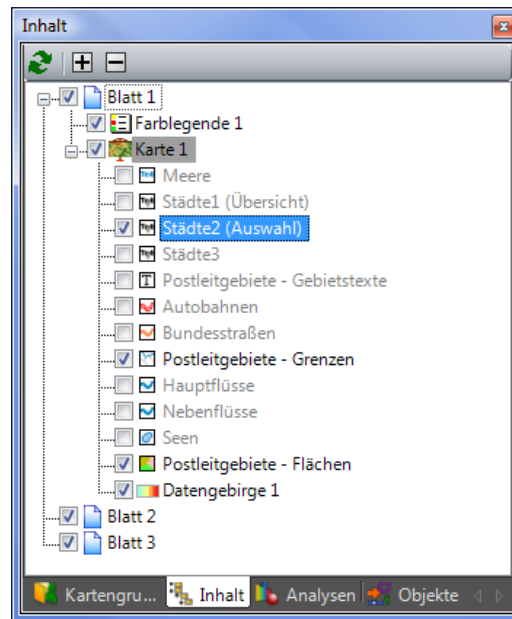 Inhalt
Blatt 1
Farblegende 1
Karte 1
Meere
Städte1 (Übersicht)
Städte2 (Auswahl)
Städte3
Postleitgebiete - Gebietstexte
Autobahnen
Bundesstraßen
Postleitgebiete - Grenzen
Hauptflüsse
Nebenflüsse
Seen
Postleitgebiete - Flächen
Datengebirge 1
Blatt 2
Blatt 3
Kartengru... Inhalt Analysen Objekte